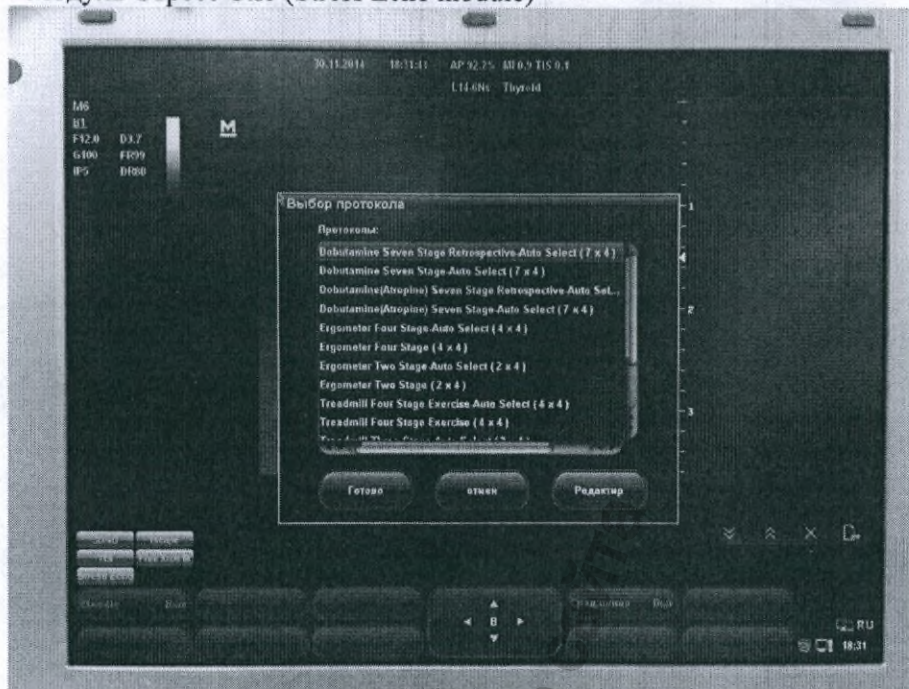 (Stress Echo module)
30.11.2014 18:31:41 AP 92.2% MI 0.9 TIS 0.1
L14-6Ns Thyroid
M6
B1
F12.0 D3.7
G100 FR99
IP5 DR80
M
Выбор протокола
Протоколы:
Dobutamine Seven Stage Retrospective-Auto Select ( 7 x 4 )
Dobutamine Seven Stage-Auto Select ( 7 x 4 )
Dobutamine(Atropine) Seven Stage Retrospective-Auto Sel...
Dobutamine(Atropine) Seven Stage-Auto Select ( 7 x 4 )
Ergometer Four Stage-Auto Select ( 4 x 4 )
Ergometer Four Stage ( 4 x 4 )
Ergometer Two Stage-Auto Select ( 2 x 4 )
Ergometer Two Stage ( 2 x 4 )
Treadmill Four Stage Exercise-Auto Select ( 4 x 4 )
Treadmill Four Stage Exercise ( 4 x 4 )
Готово отмен Редактир
1
2
3
B
RU
18:31